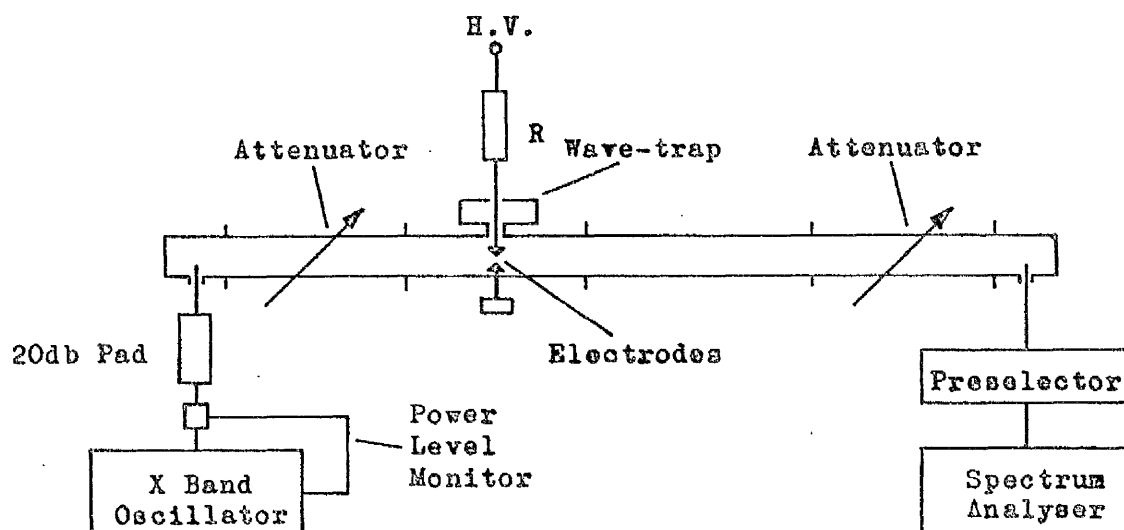 H.V.
R
Attenuator
Wave-trap
Attenuator
20db Pad
Electrodes
Preselector
Power
Level
Monitor
X Band
Oscillator
Spectrum
Analyser